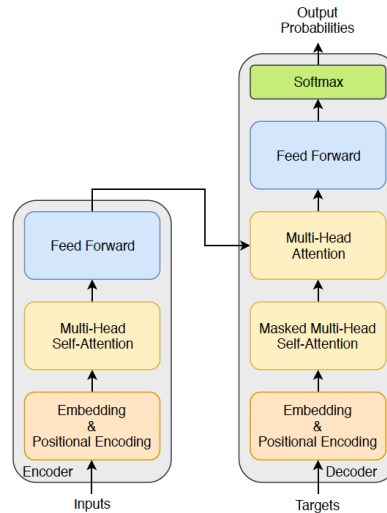 Output
Probabilities
Softmax
Feed Forward
Multi-Head
Attention
Masked Multi-Head
Self-Attention
Embedding
&
Positional Encoding
Decoder
Targets
Feed Forward
Multi-Head
Self-Attention
Embedding
&
Positional Encoding
Encoder
Inputs